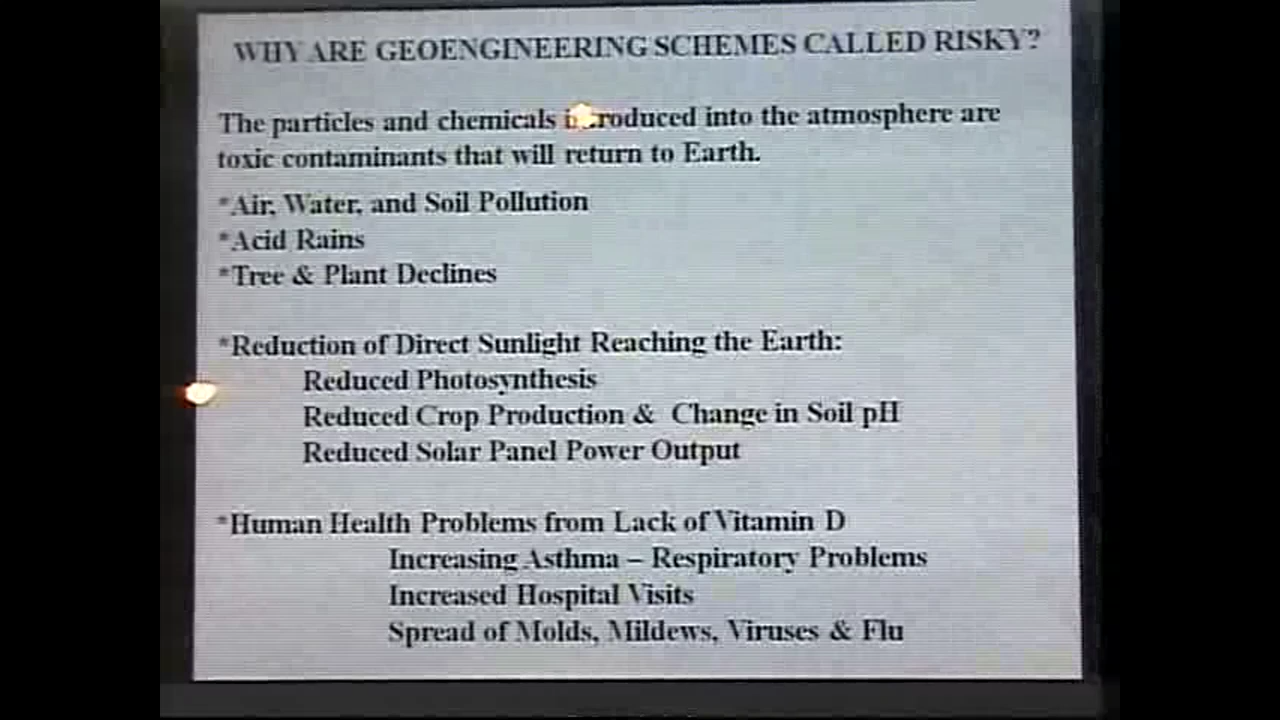 WHY ARE GEOENGINEERING SCHEMES CALLED RISKY?
The particles and chemicals introduced into the atmosphere are
toxic contaminants that will return to Earth.
*Air, Water, and Soil Pollution
*Acid Rains
*Tree & Plant Declines
*Reduction of Direct Sunlight Reaching the Earth:
Reduced Photosynthesis
Reduced Crop Production & Change in Soil pH
Reduced Solar Panel Power Output
*Human Health Problems from Lack of Vitamin D
Increasing Asthma – Respiratory Problems
Increased Hospital Visits
Spread of Molds, Mildews, Viruses & Flu